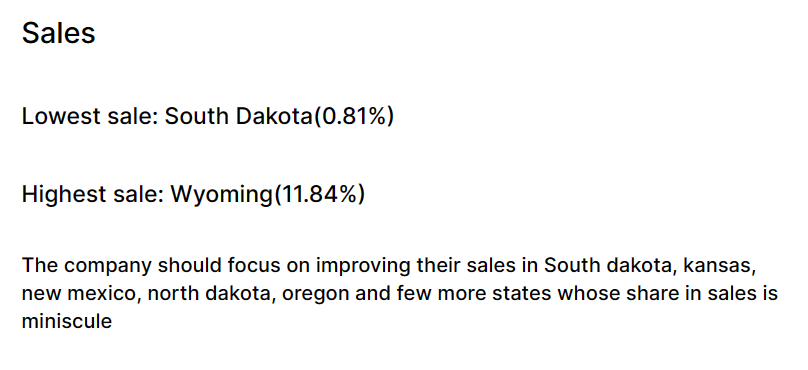 Sales
Lowest sale: South Dakota(0.81%)
Highest sale: Wyoming(11.84%)
The company should focus on improving their sales in South dakota, kansas,
new mexico, north dakota, oregon and few more states whose share in sales is
miniscule